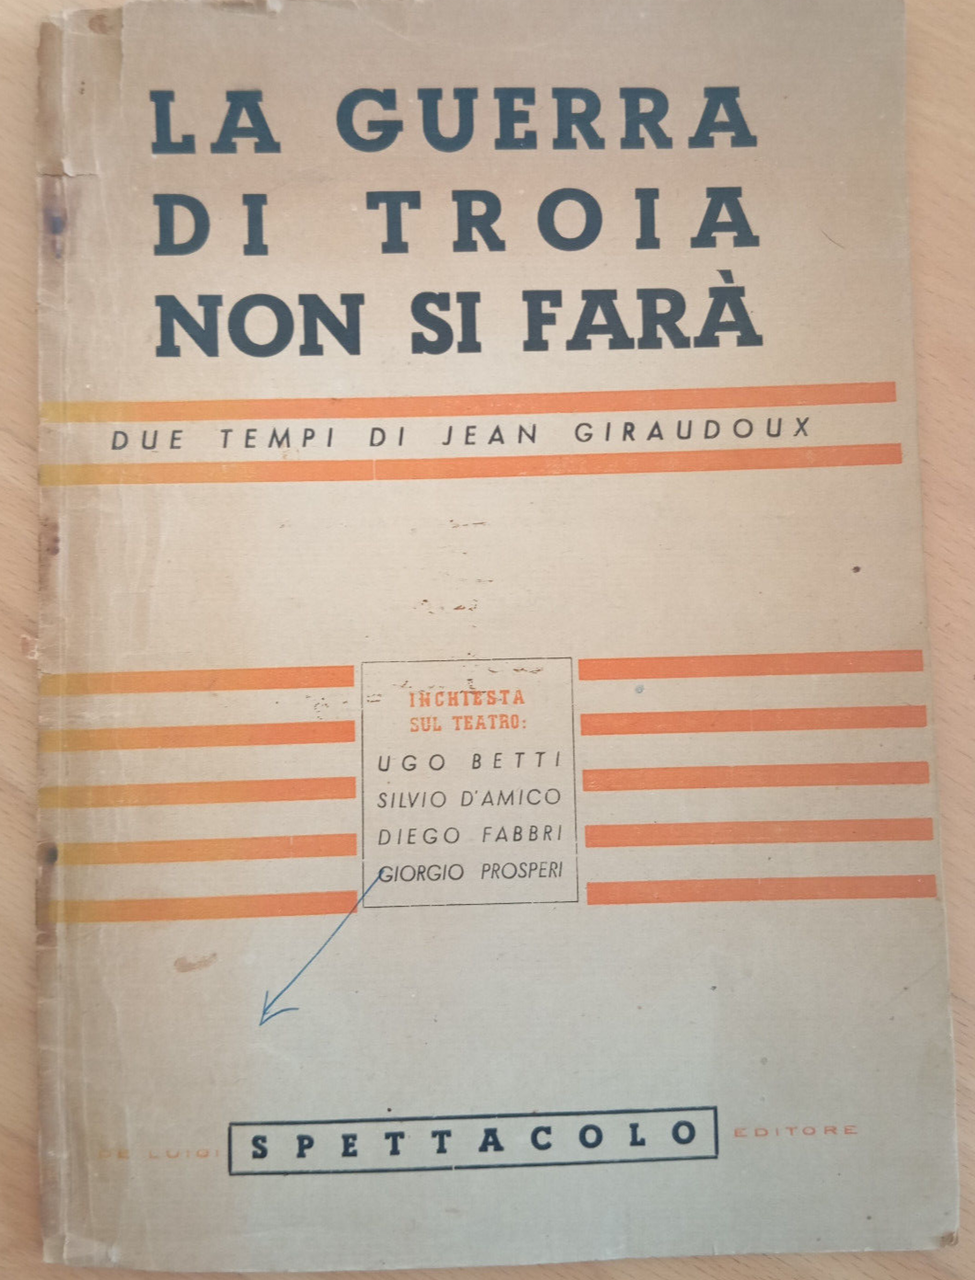 LA GUERRA
DI TROIA
NON SI FARÀ
DUE TEMPI DI JEAN GIRAUDOUX
INCHIESTA
SUL TEATRO:
UGO BETTI
SILVIO D'AMICO
DIEGO FABBRI
GIORGIO PROSPERI
DE LUIGI SPETTACOLO EDITORE